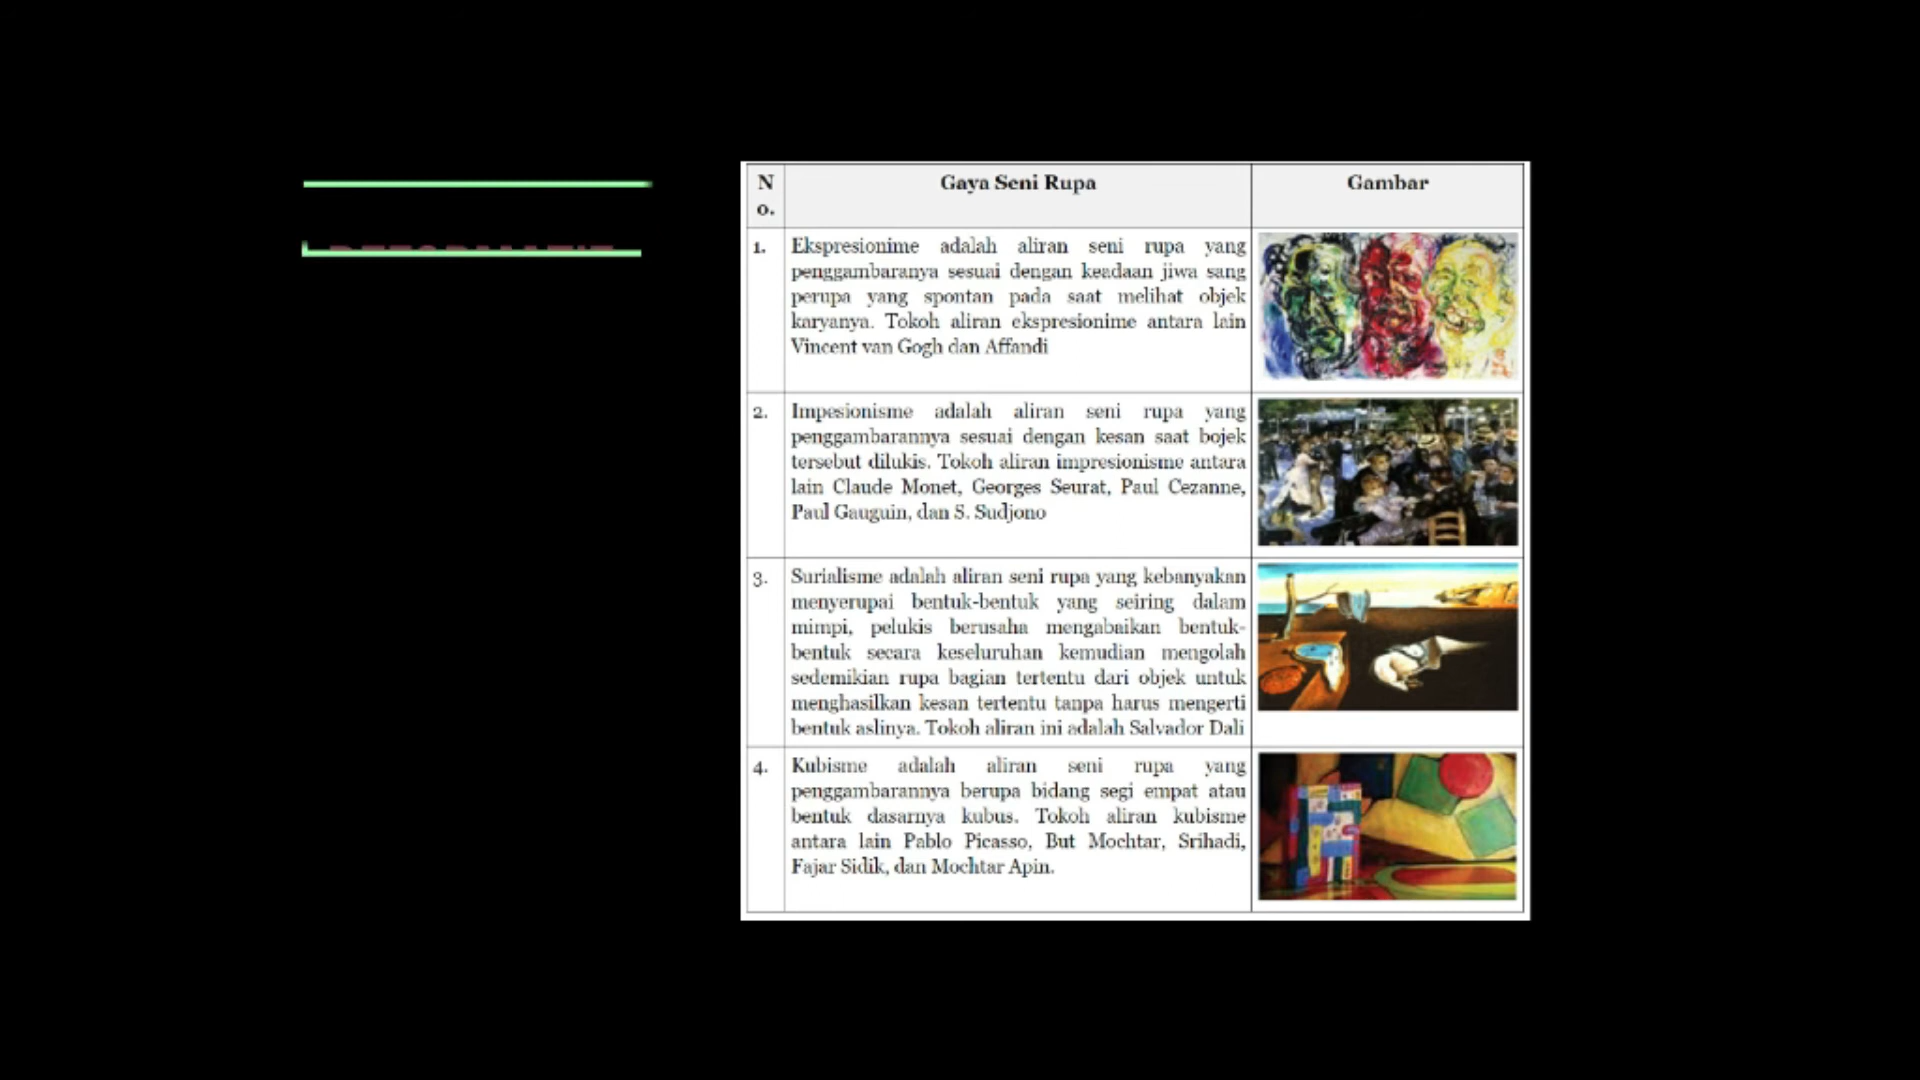 N
o.
Gaya Seni Rupa
Gambar
1.
Ekspresionime adalah aliran seni rupa yang
penggambaranya sesuai dengan keadaan jiwa sang
perupa yang spontan pada saat melihat objek
karyanya. Tokoh aliran ekspresionime antara lain
Vincent van Gogh dan Affandi
2.
Impesionisme adalah aliran seni rupa yang
penggambarannya sesuai dengan kesan saat bojek
tersebut dilukis. Tokoh aliran impresionisme antara
lain Claude Monet, Georges Seurat, Paul Cezanne,
Paul Gauguin, dan S. Sudjono
3.
Surialisme adalah aliran seni rupa yang kebanyakan
menyerupai bentuk-bentuk yang seiring dalam
mimpi, pelukis berusaha mengabaikan bentuk-
bentuk secara keseluruhan kemudian mengolah
sedemikian rupa bagian tertentu dari objek untuk
menghasilkan kesan tertentu tanpa harus mengerti
bentuk aslinya. Tokoh aliran ini adalah Salvador Dali
4.
Kubisme adalah aliran seni rupa yang
penggambarannya berupa bidang segi empat atau
bentuk dasarnya kubus. Tokoh aliran kubisme
antara lain Pablo Picasso, But Mochtar, Srihadi,
Fajar Sidik, dan Mochtar Apin.